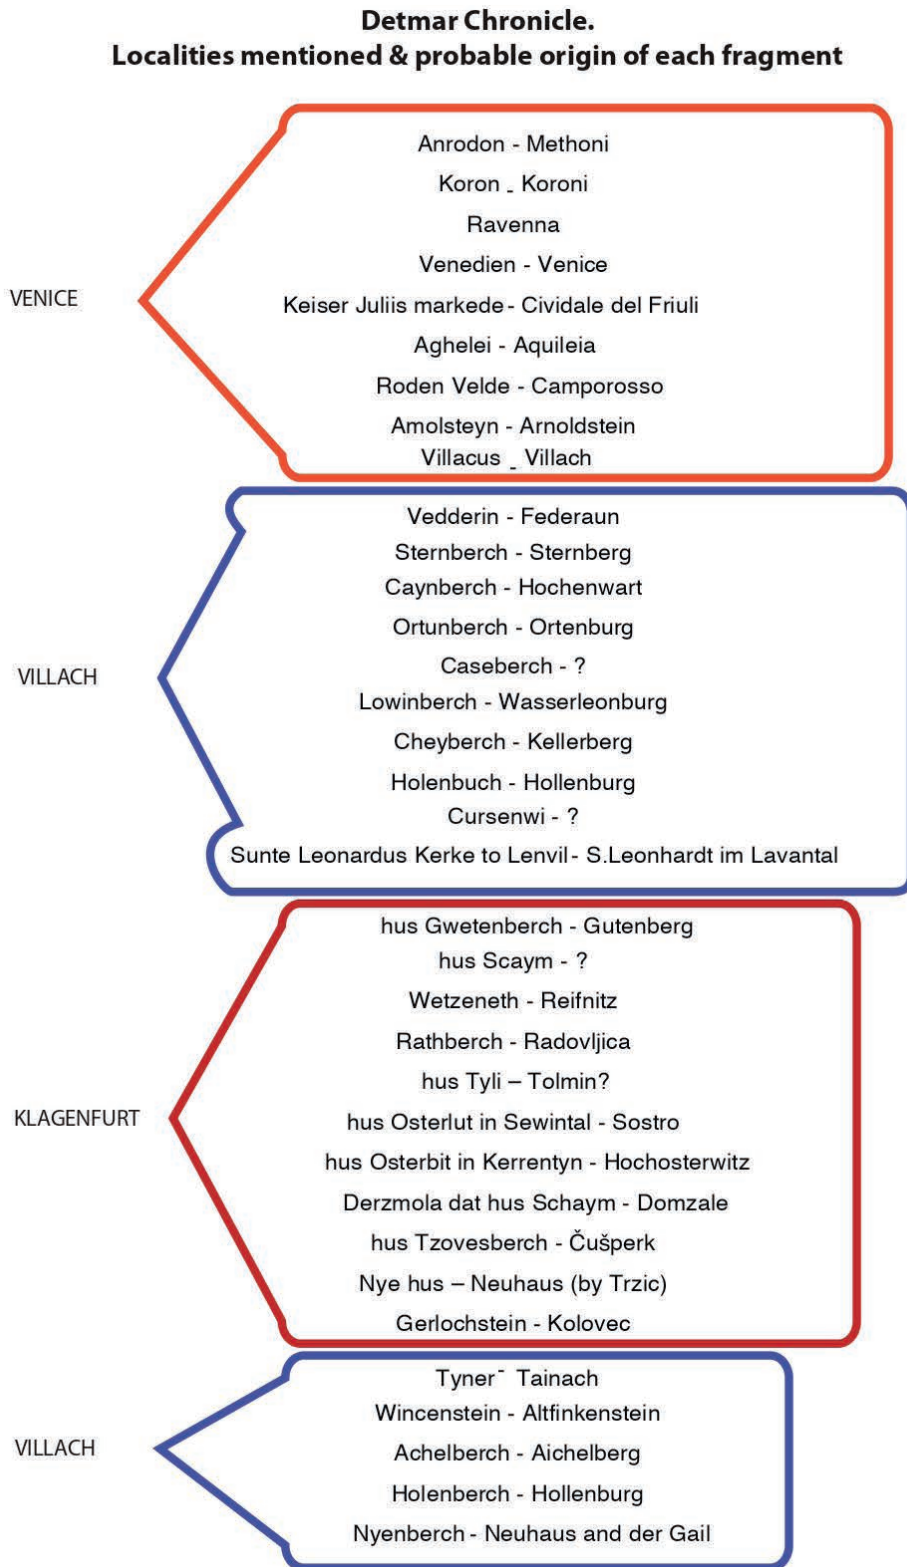 Detmar Chronicle.
Localities mentioned & probable origin of each fragment
VENICE
Anrodon - Methoni
Koron - Koroni
Ravenna
Venedien - Venice
Keiser Juliis markede - Cividale del Friuli
Aghelei - Aquileia
Roden Velde - Camporosso
Amolsteyn - Arnoldstein
Villacus - Villach
VILLACH
Vedderin - Federaun
Sternberch - Sternberg
Caynberch - Hochenwart
Ortunberch - Ortenburg
Caseberch - ?
Lowinberch - Wasserleonburg
Cheyberch - Kellerberg
Holenbuch - Hollenburg
Cursenwi - ?
Sunte Leonardus Kerke to Lenvil - S.Leonhardt im Lavantal
KLAGENFURT
hus Gwetenberch - Gutenberg
hus Scaym - ?
Wetzeneth - Reifnitz
Rathberch - Radovljica
hus Tyli – Tolmin?
hus Osterlut in Sewintal - Sostro
hus Osterbit in Kerrentyn - Hochosterwitz
Derzmola dat hus Schaym - Domzale
hus Tzovesberch - Čušperk
Nye hus – Neuhaus (by Trzic)
Gerlochstein - Kolovec
VILLACH
Tyner - Tainach
Wincenstein - Altfinkenstein
Achelberch - Aichelberg
Holenberch - Hollenburg
Nyenberch - Neuhaus and der Gail